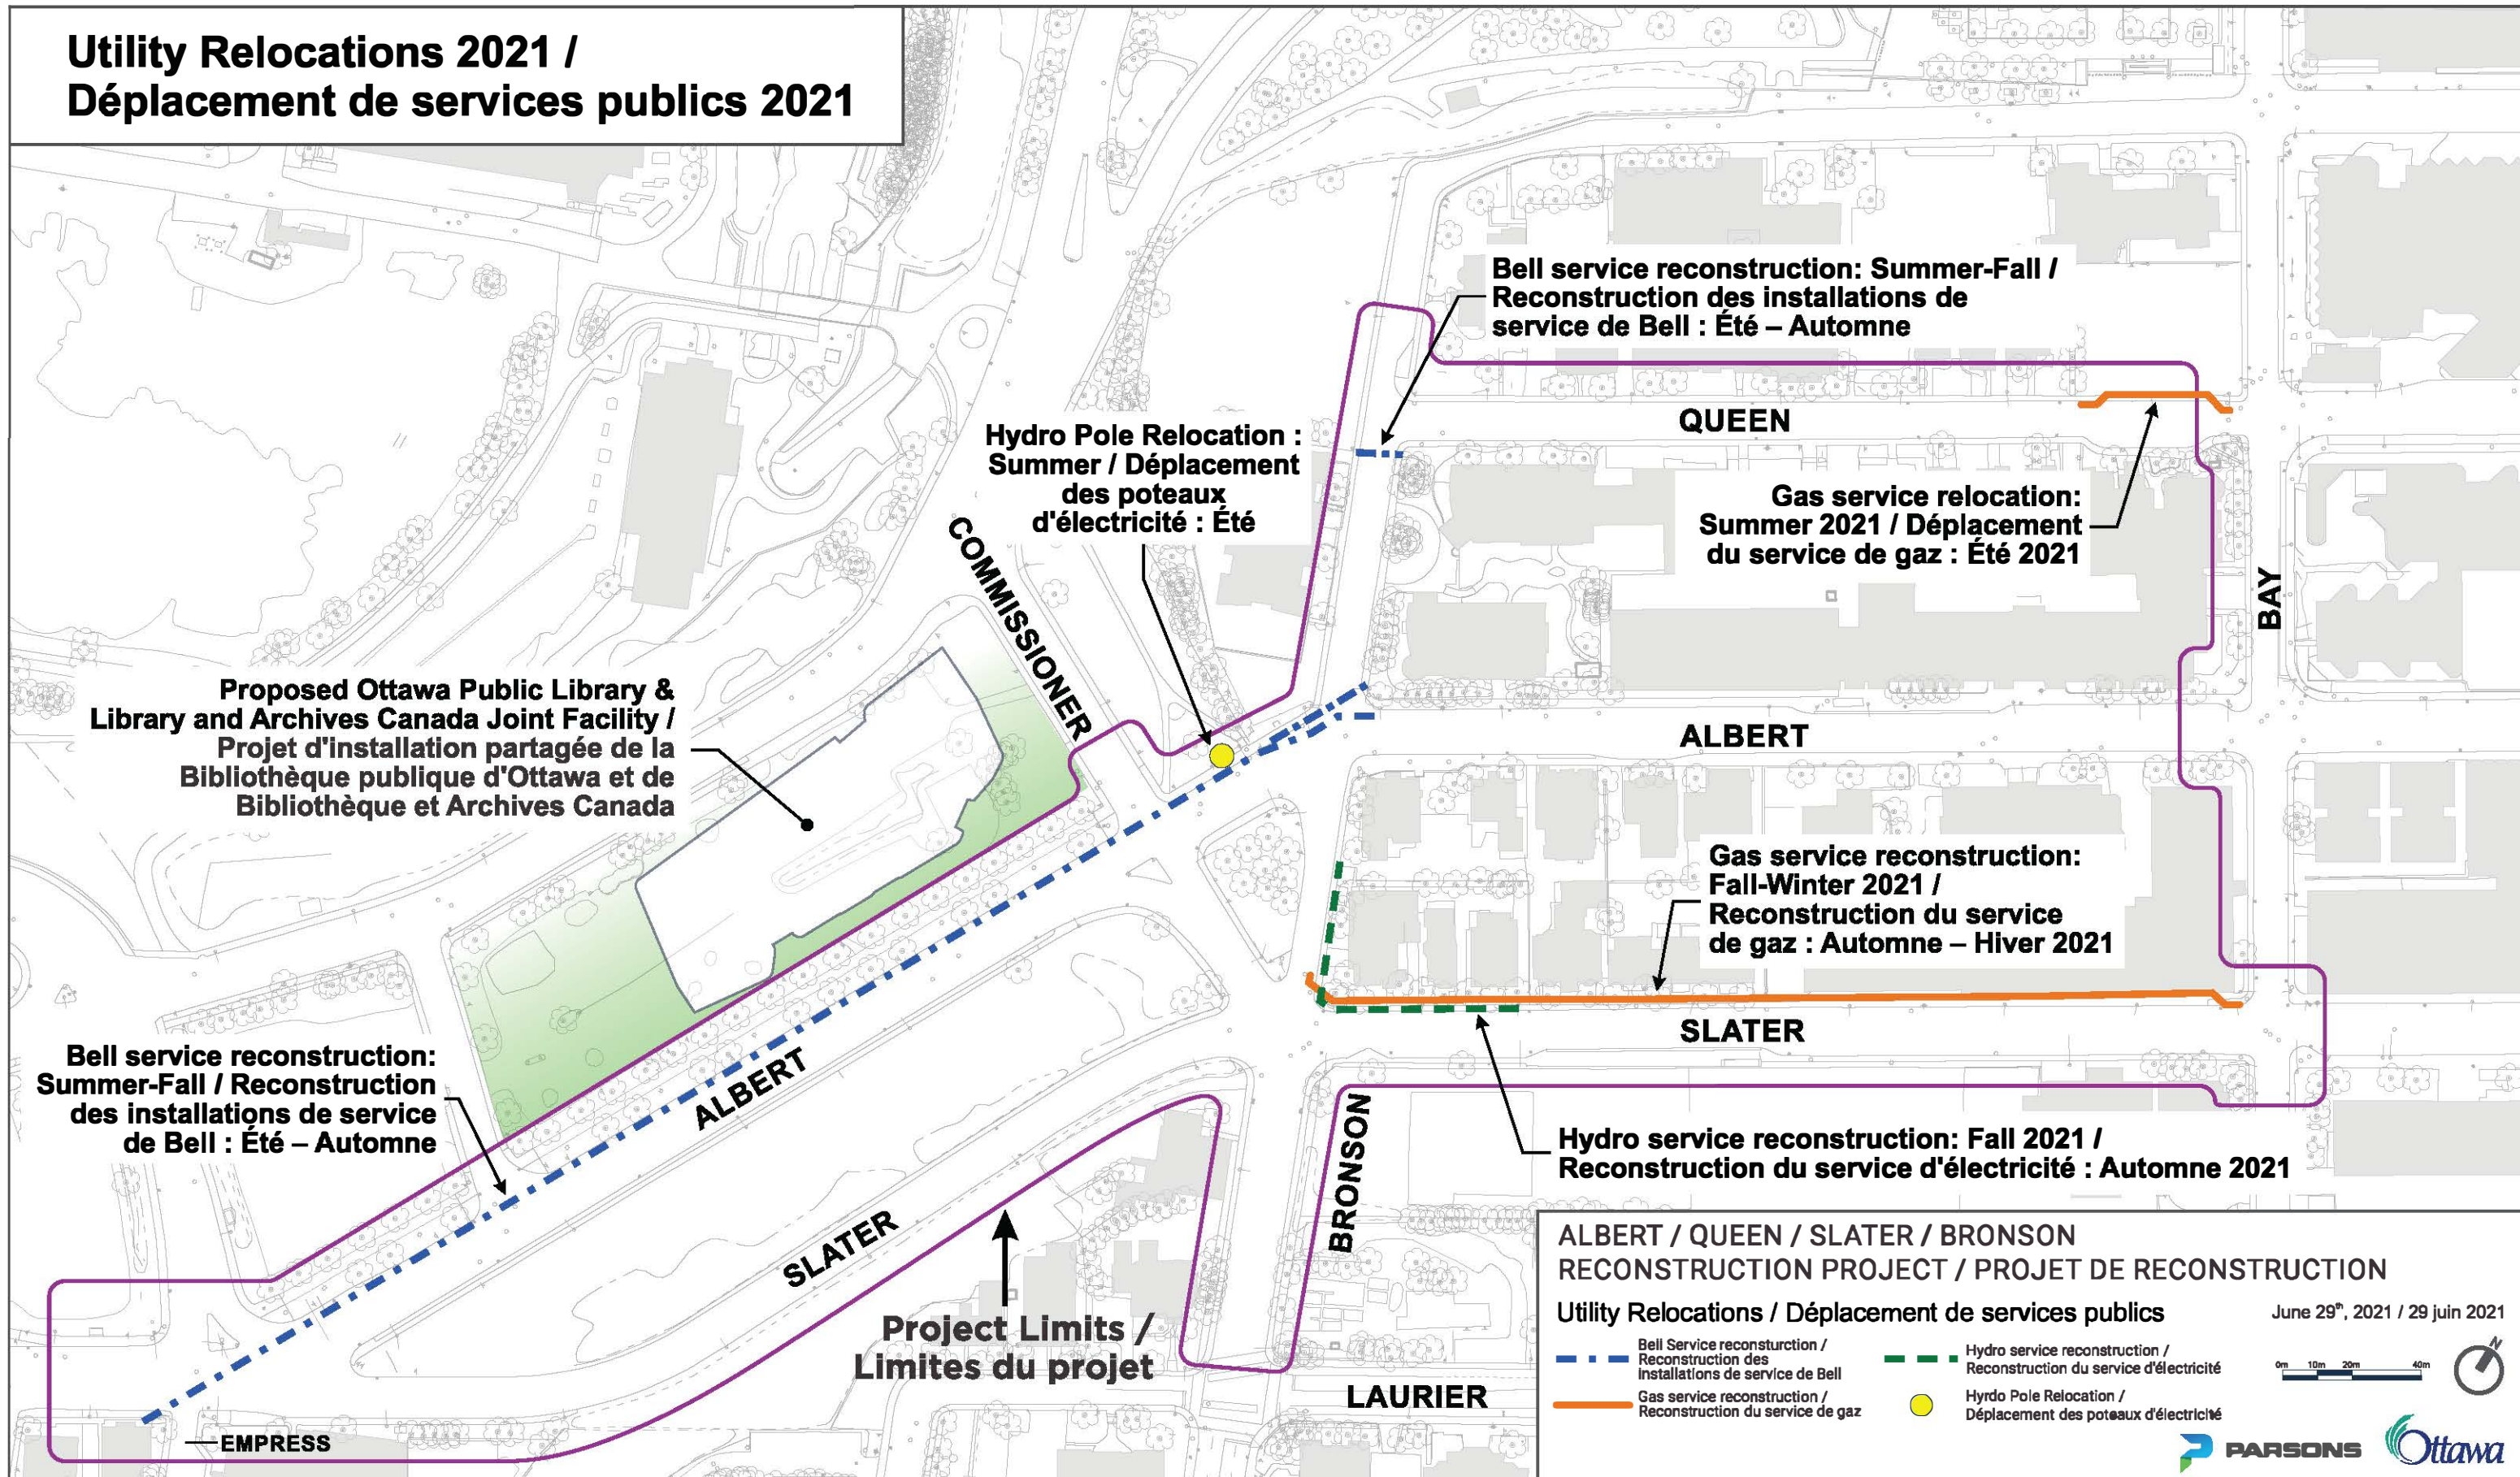 Utility Relocations 2021 /
Déplacement de services publics 2021
Bell service reconstruction: Summer-Fall /
Reconstruction des installations de
service de Bell : Été – Automne
QUEEN
Hydro Pole Relocation :
Summer / Déplacement
des poteaux
d'électricité : Été
Gas service relocation:
Summer 2021 / Déplacement
du service de gaz : Été 2021
COMMISSIONER
BAY
Proposed Ottawa Public Library &
Library and Archives Canada Joint Facility /
Projet d'installation partagée de la
Bibliothèque publique d'Ottawa et de
Bibliothèque et Archives Canada
ALBERT
Gas service reconstruction:
Fall-Winter 2021 /
Reconstruction du service
de gaz : Automne – Hiver 2021
SLATER
Bell service reconstruction:
Summer-Fall / Reconstruction
des installations de service
de Bell : Été – Automne
ALBERT
BRONSON
Hydro service reconstruction: Fall 2021 /
Reconstruction du service d'électricité : Automne 2021
SLATER
Project Limits /
Limites du projet
LAURIER
EMPRESS
ALBERT / QUEEN / SLATER / BRONSON
RECONSTRUCTION PROJECT / PROJET DE RECONSTRUCTION
Utility Relocations / Déplacement de services publics
June 29th, 2021 / 29 juin 2021
Bell Service reconsturction /
Reconstruction des
installations de service de Bell
Gas service reconstruction /
Reconstruction du service de gaz
Hydro service reconstruction /
Reconstruction du service d'électricité
Hyrdo Pole Relocation /
Déplacement des poteaux d'électricité
0m 10m 20m 40m
N
PARSONS
Ottawa